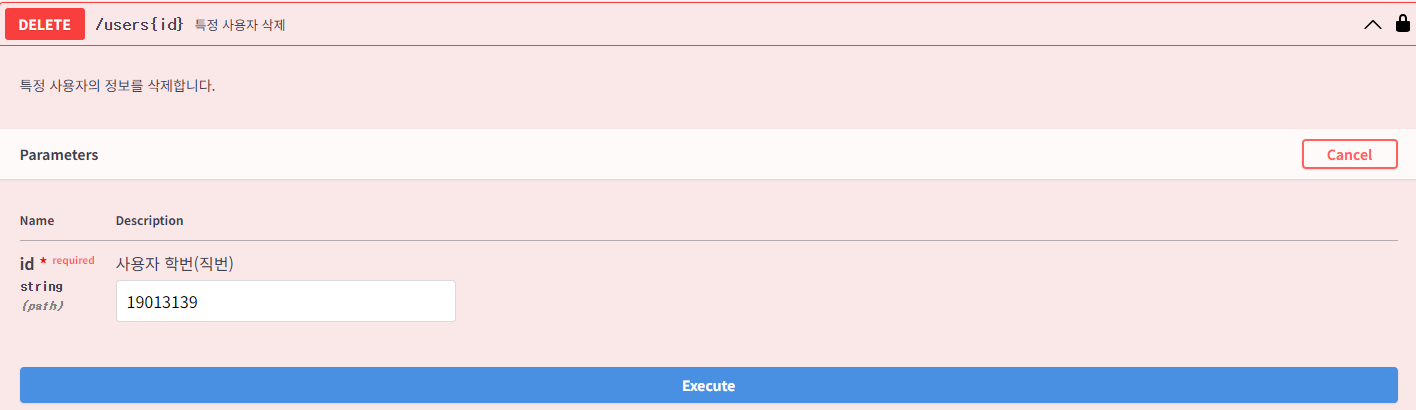 DELETE /users{id} 특정 사용자 삭제
특정 사용자의 정보를 삭제합니다.
Parameters Cancel
Name Description
id * required 사용자 학번(직번)
string
(path)
19013139
Execute